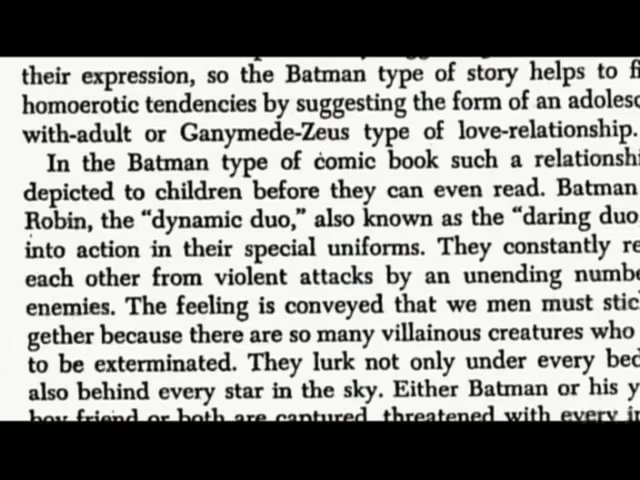 their expression, so the Batman type of story helps to fi
homoerotic tendencies by suggesting the form of an adolesc
with-adult or Ganymede-Zeus type of love-relationship.
In the Batman type of comic book such a relationshi
depicted to children before they can even read. Batman
Robin, the “dynamic duo,” also known as the “daring duo,
into action in their special uniforms. They constantly re
each other from violent attacks by an unending numbe
enemies. The feeling is conveyed that we men must stic
gether because there are so many villainous creatures who
to be exterminated. They lurk not only under every bed
also behind every star in the sky. Either Batman or his y
boy friend or both are captured, threatened with every i